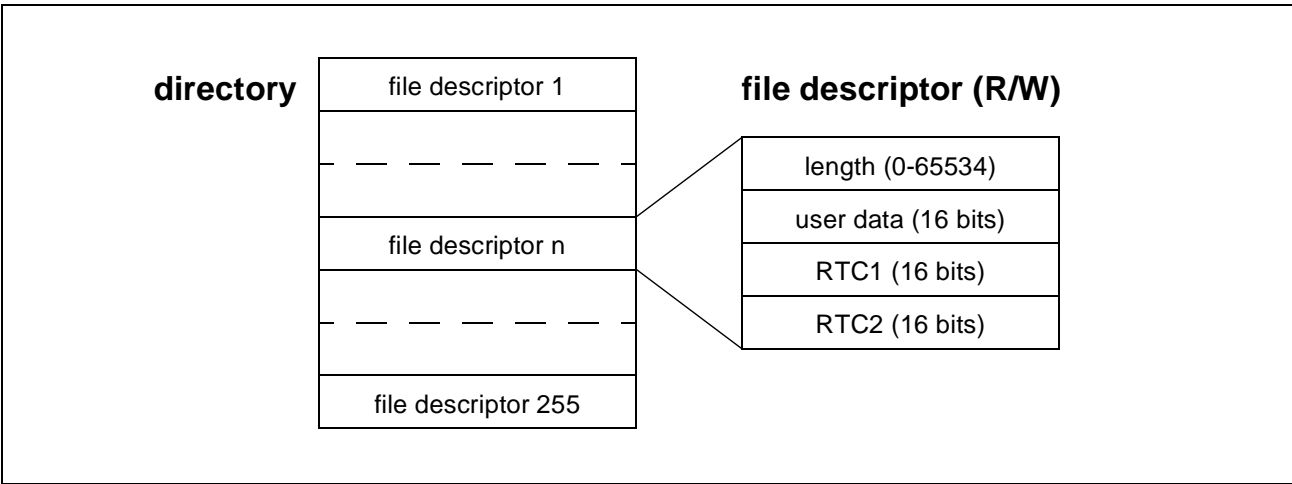 directory
file descriptor 1
file descriptor n
file descriptor 255
file descriptor (R/W)
length (0-65534)
user data (16 bits)
RTC1 (16 bits)
RTC2 (16 bits)